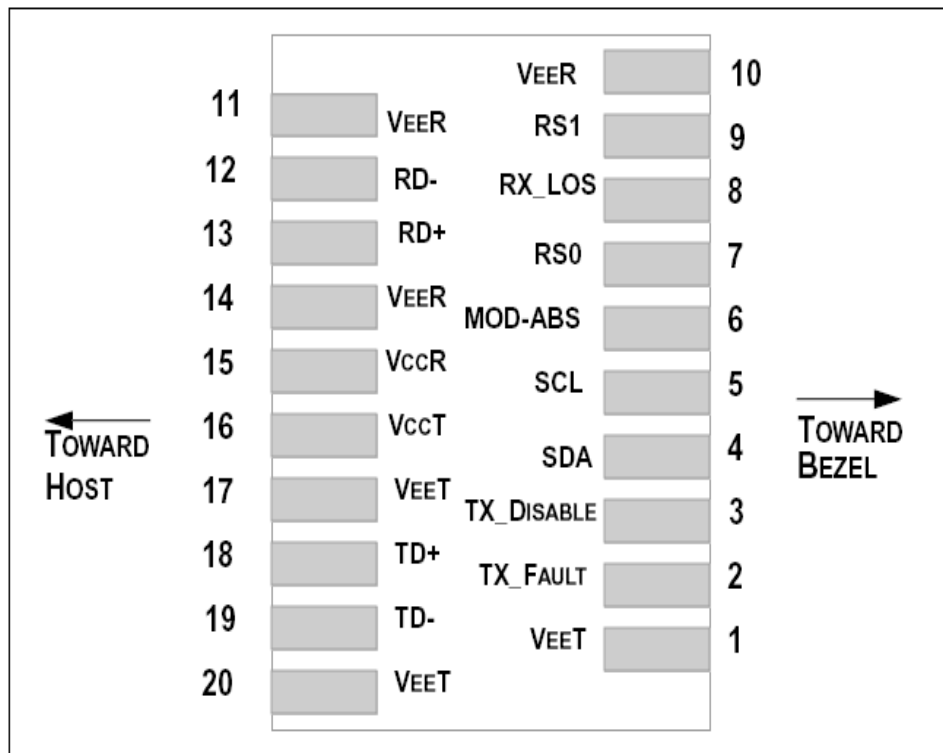 VEER 10
11 VEER
RS1 9
12 RD-
RX_LOS 8
13 RD+
RS0 7
14 VEER
MOD-ABS 6
15 VCCR
SCL 5
16 VCCT
TOWARD HOST
TOWARD BEZEL
SDA 4
17 VEET
TX_DISABLE 3
18 TD+
TX_FAULT 2
19 TD-
VEET 1
20 VEET